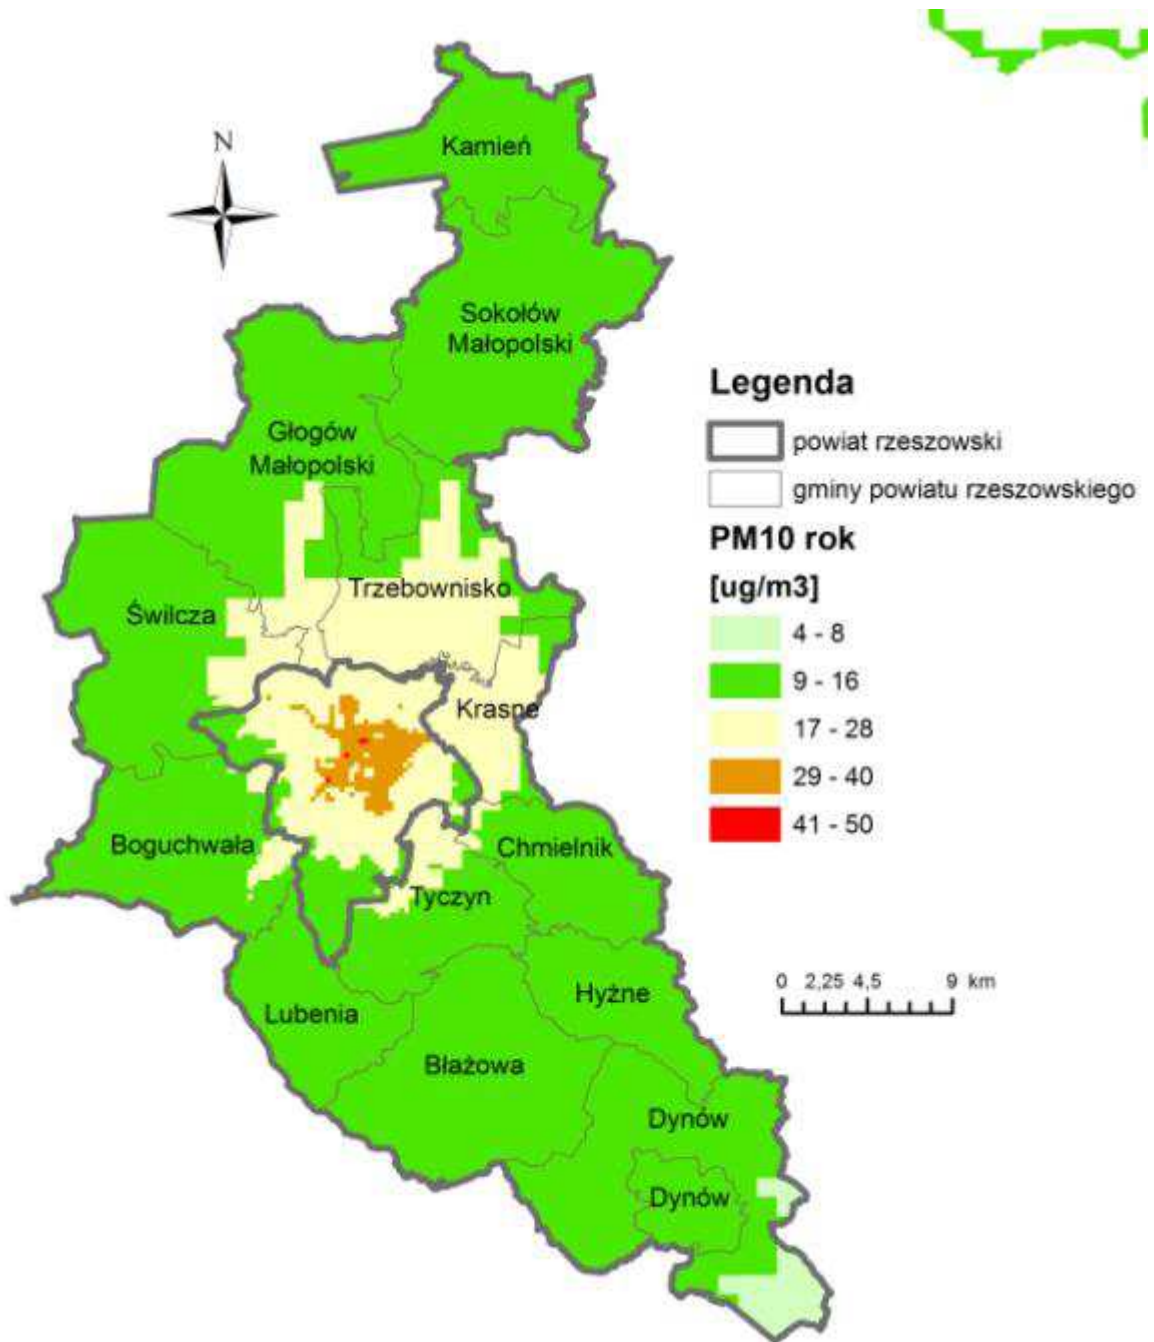 N
Kamień
Sokołów
Małopolski
Głogów
Małopolski
Trzebownisko
Świlcza
Krasne
Boguchwała
Chmielnik
Tyczyn
Hyżne
Lubenia
Błażowa
Dynów
Dynów
Legenda
powiat rzeszowski
gminy powiatu rzeszowskiego
PM10 rok
[ug/m3]
4 - 8
9 - 16
17 - 28
29 - 40
41 - 50
0 2,25 4,5 9 km